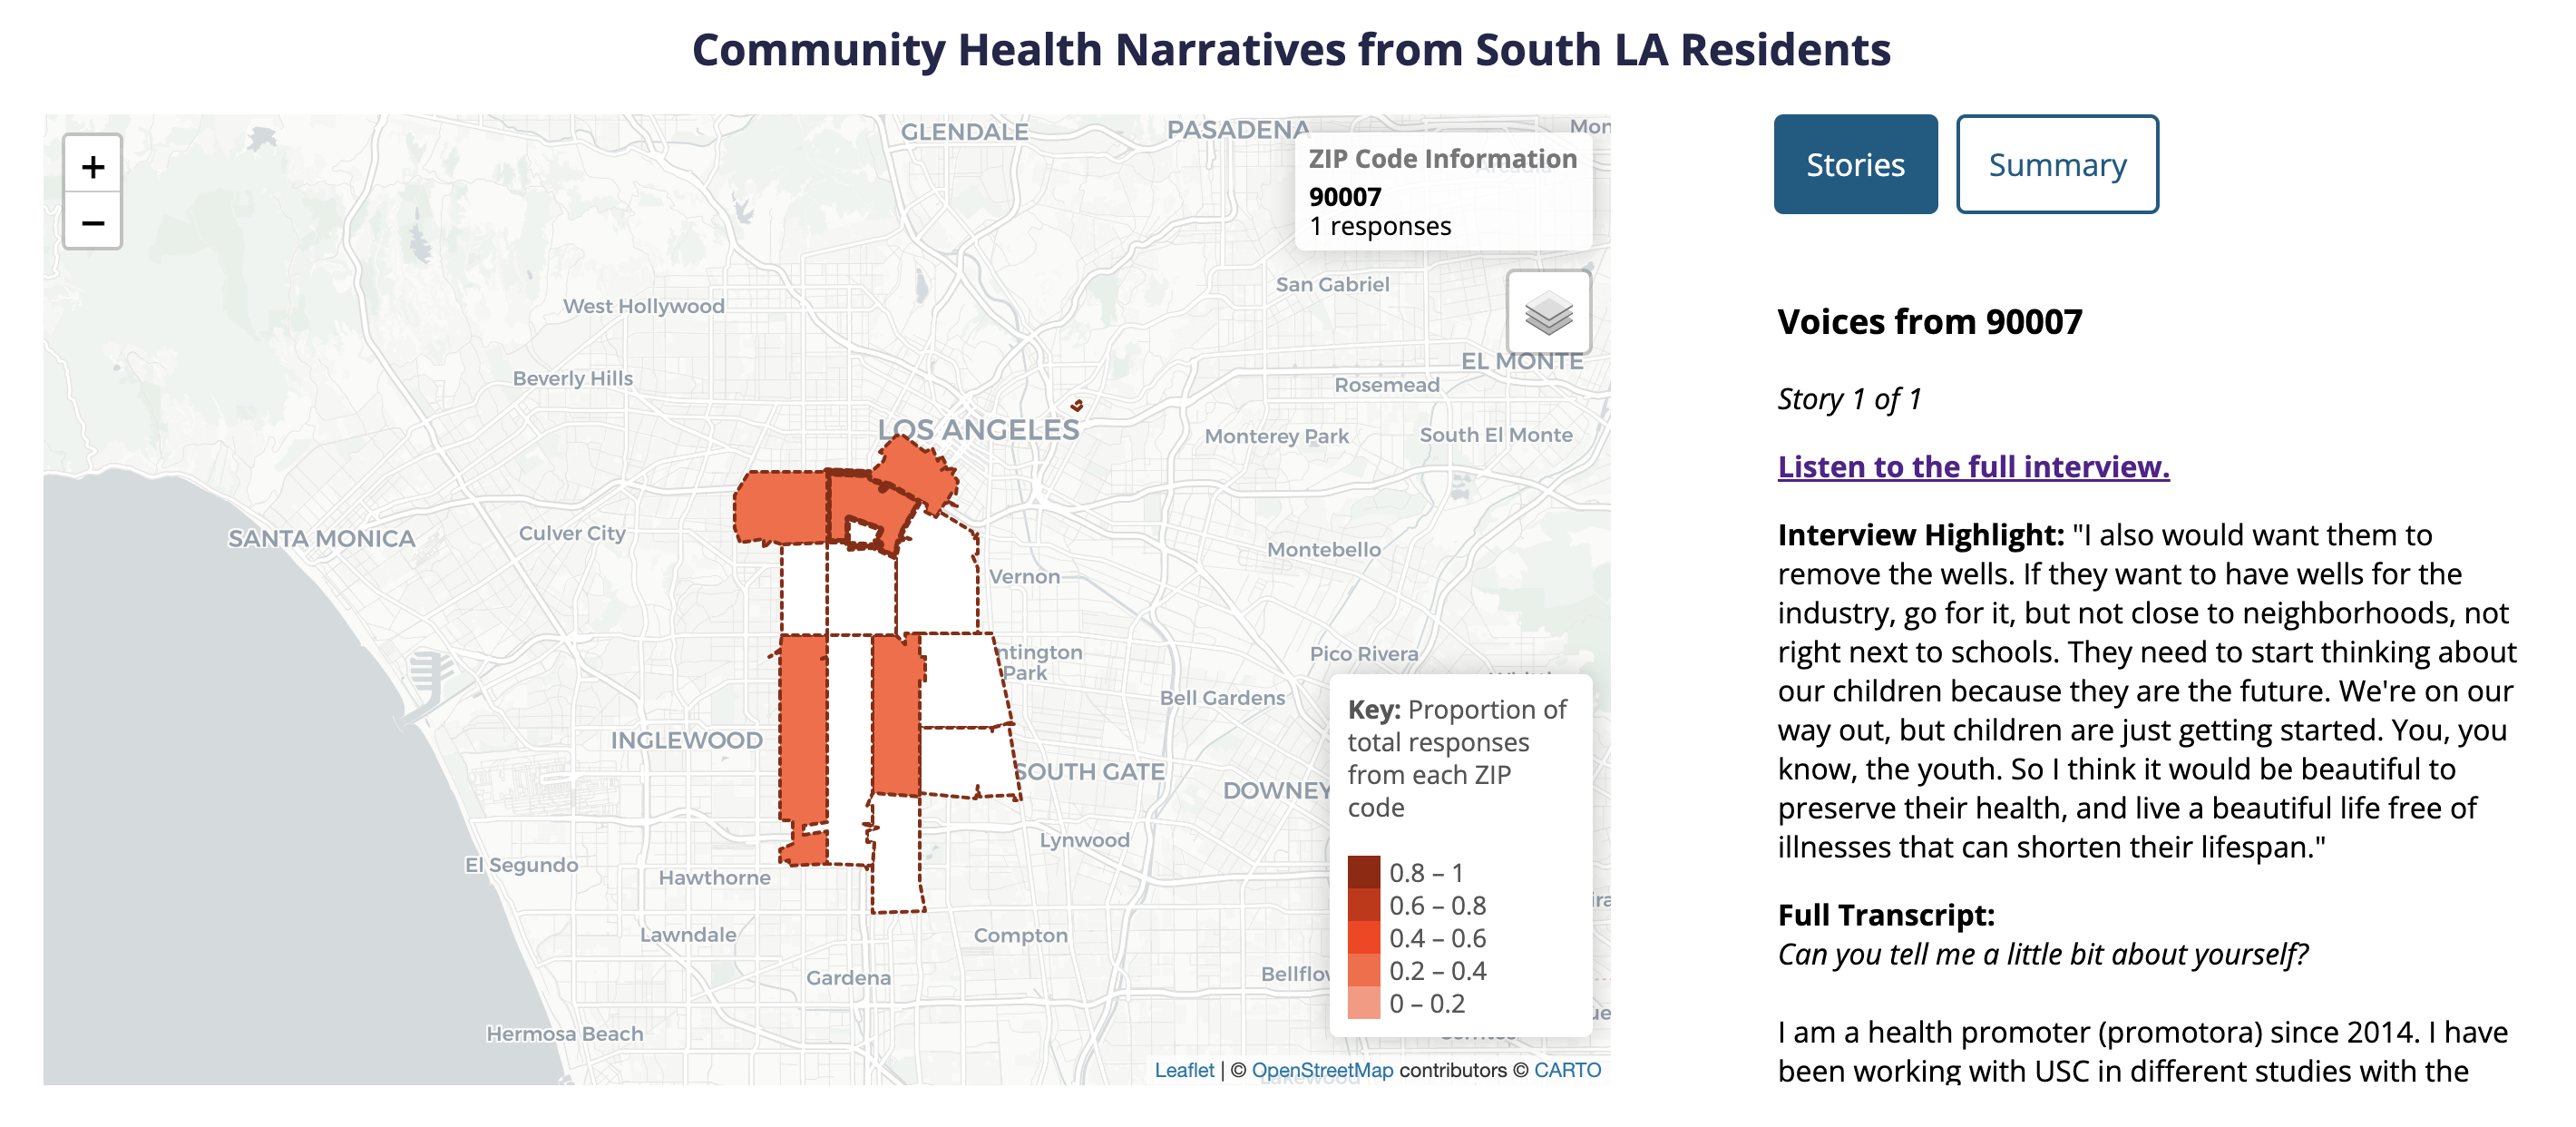 Community Health Narratives from South LA Residents
GLENDALE
PASADENA
Mon
+
−
ZIP Code Information
Arcadia
90007
1 responses
San Gabriel
West Hollywood
EL MONTE
Beverly Hills
Rosemead
LOS ANGELES
Monterey Park
South El Monte
SANTA MONICA
Culver City
Montebello
Vernon
ntington
Park
Pico Rivera
Bell Gardens
INGLEWOOD
SOUTH GATE
DOWNEY
Lynwood
El Segundo
Hawthorne
Lawndale
Compton
Gardena
Bellflow
Hermosa Beach
Key: Proportion of
total responses
from each ZIP
code
0.8 – 1
0.6 – 0.8
0.4 – 0.6
0.2 – 0.4
0 – 0.2
Lakewood
Leaflet | © OpenStreetMap contributors © CARTO
Stories
Summary
Voices from 90007
Story 1 of 1
Listen to the full interview.
Interview Highlight: "I also would want them to
remove the wells. If they want to have wells for the
industry, go for it, but not close to neighborhoods, not
right next to schools. They need to start thinking about
our children because they are the future. We're on our
way out, but children are just getting started. You, you
know, the youth. So I think it would be beautiful to
preserve their health, and live a beautiful life free of
illnesses that can shorten their lifespan."
Full Transcript:
Can you tell me a little bit about yourself?
I am a health promoter (promotora) since 2014. I have
been working with USC in different studies with the